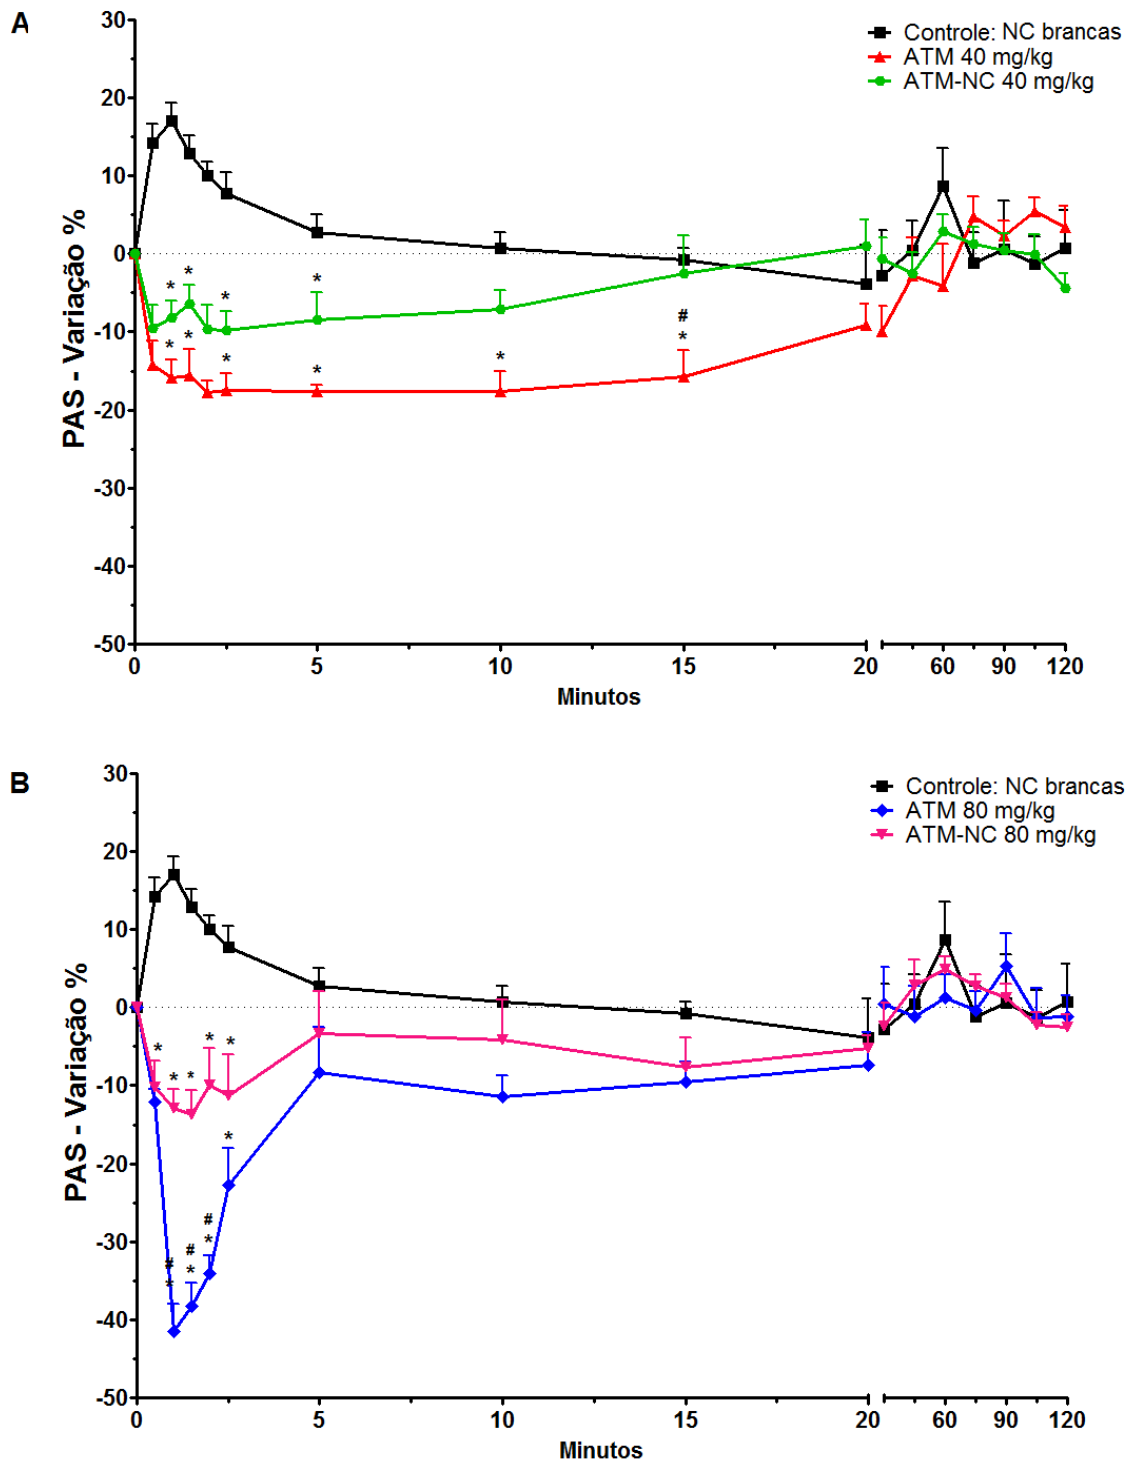 A
Controle: NC brancas
ATM 40 mg/kg
ATM-NC 40 mg/kg
PAS - Variação %
30
20
10
0
-10
-20
-30
-40
-50
* * * *
* * * * * # *
0 5 10 15 20 60 90 120
Minutos
B
Controle: NC brancas
ATM 80 mg/kg
ATM-NC 80 mg/kg
PAS - Variação %
30
20
10
0
-10
-20
-30
-40
-50
* * * * *
# * # * # * *
0 5 10 15 20 60 90 120
Minutos